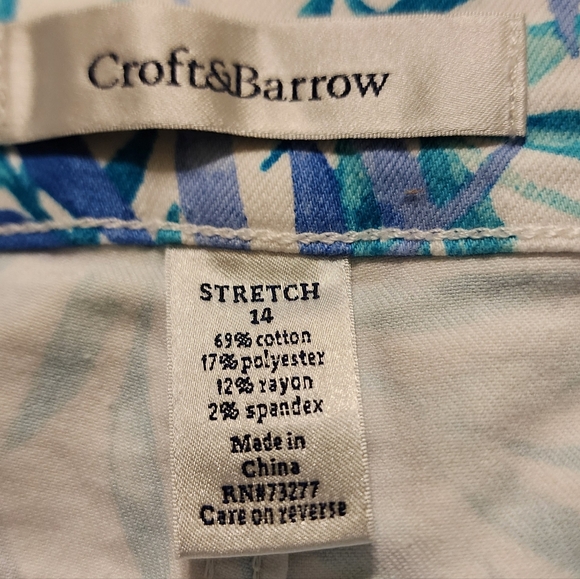 Croft&Barrow
STRETCH
14
69% cotton
17% polyester
12% rayon
2% spandex
Made in
China
RN#73277
Care on reverse